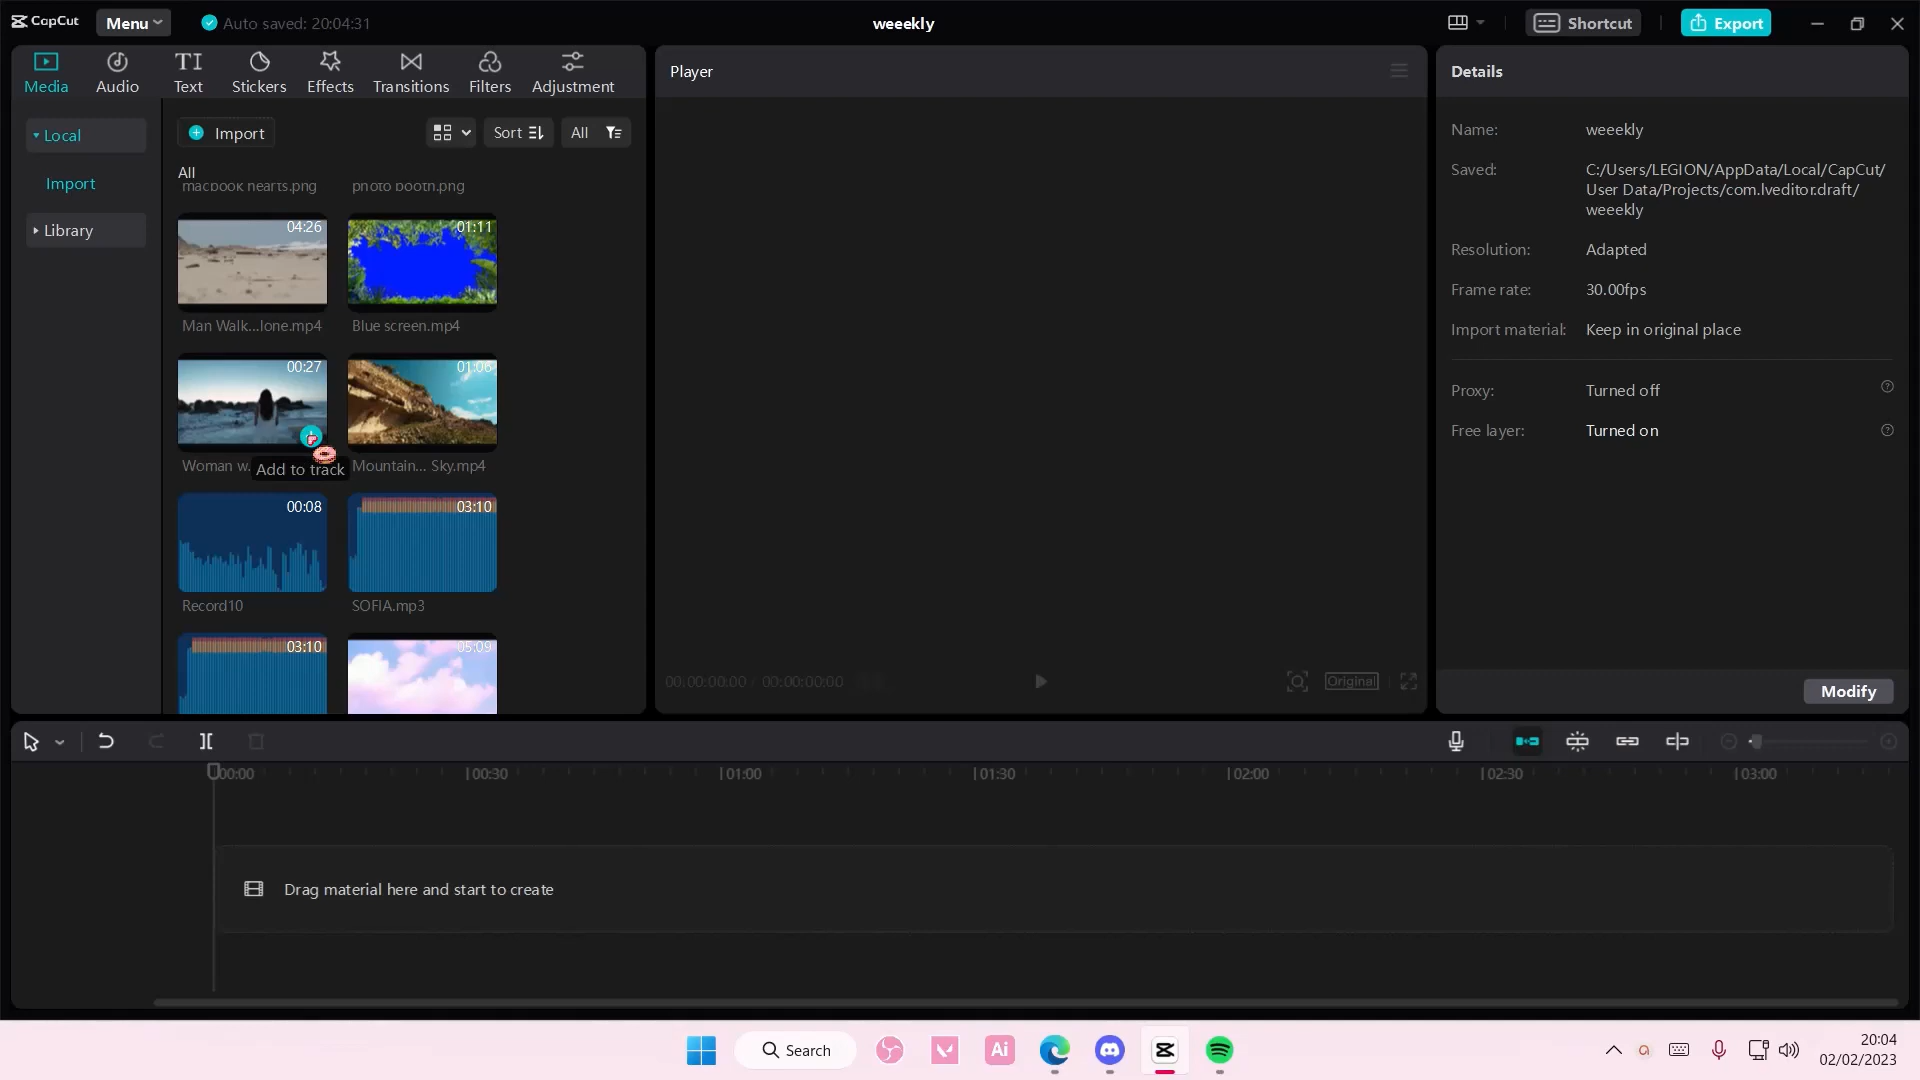 CapCut
Menu
Auto saved: 20:04:31
weeekly
Shortcut
Export
Media
Audio
TI
Text
Stickers
Effects
Transitions
Filters
Adjustment
Local
Import
Library
Import
Sort
All
All
macbook hearts.png
photo booth.png
04:26
Man Walk...lone.mp4
01:11
Blue screen.mp4
00:27
Woman w...
Add to track
01:06
Mountain... Sky.mp4
00:08
Record10
03:10
SOFIA.mp3
03:10
05:09
Player
00:00:00:00 / 00:00:00:00
Original
Details
Name: weeekly
Saved: C:/Users/LEGION/AppData/Local/CapCut/
User Data/Projects/com.lveditor.draft/
weeekly
Resolution: Adapted
Frame rate: 30.00fps
Import material: Keep in original place
Proxy: Turned off
Free layer: Turned on
Modify
00:00
00:30
01:00
01:30
02:00
02:30
03:00
Drag material here and start to create
Search
Ai
20:04
02/02/2023